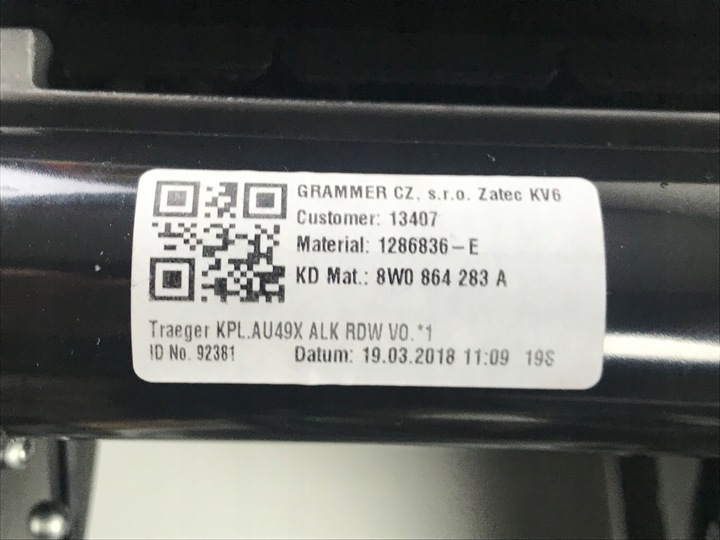 GRAMMER CZ, s.r.o. Zatec KV6
Customer: 13407
Material: 1286836-E
KD Mat.: 8W0 864 283 A
Traeger KPL.AU49X ALK RDW VO.*1
ID No. 92381 Datum: 19.03.2018 11:09 19S